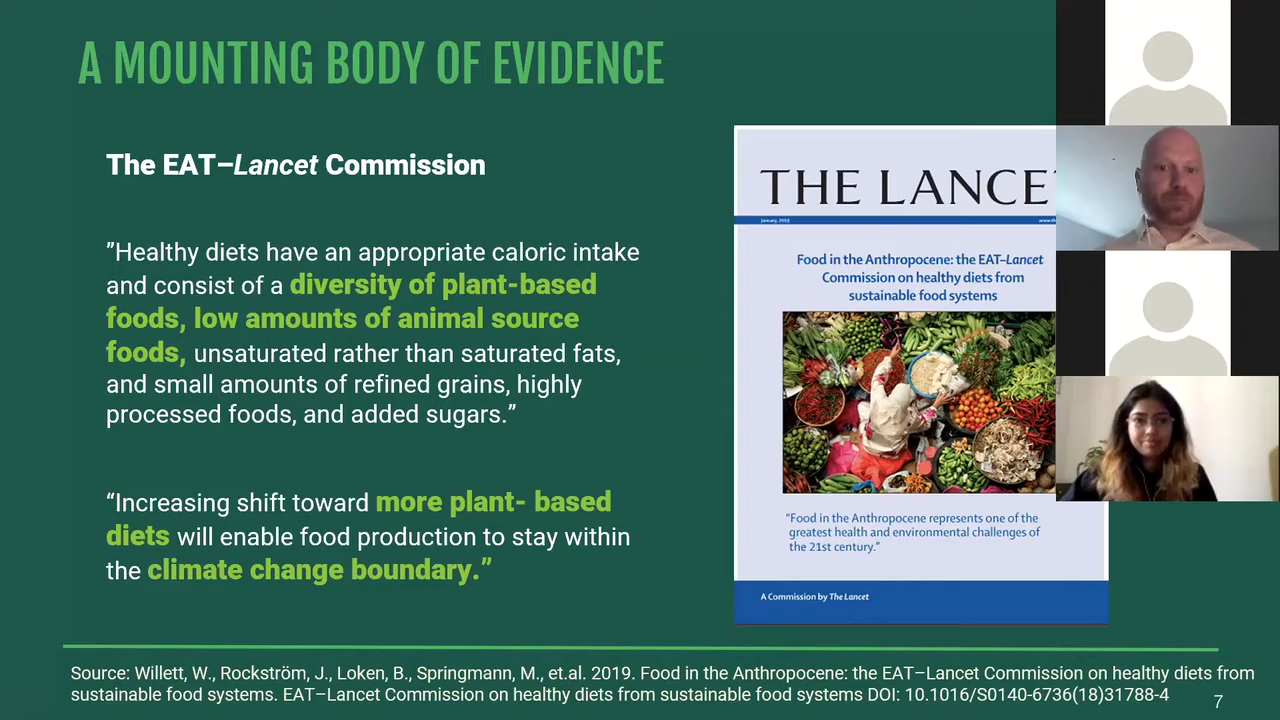 A MOUNTING BODY OF EVIDENCE
The EAT–Lancet Commission
”Healthy diets have an appropriate caloric intake
and consist of a diversity of plant-based
foods, low amounts of animal source
foods, unsaturated rather than saturated fats,
and small amounts of refined grains, highly
processed foods, and added sugars.”
“Increasing shift toward more plant- based
diets will enable food production to stay within
the climate change boundary.”
THE LANCE
Food in the Anthropocene: the EAT–Lancet
Commission on healthy diets from
sustainable food systems
“Food in the Anthropocene represents one of the
greatest health and environmental challenges of
the 21st century.”
A Commission by The Lancet
Source: Willett, W., Rockström, J., Loken, B., Springmann, M., et.al. 2019. Food in the Anthropocene: the EAT–Lancet Commission on healthy diets from
sustainable food systems. EAT–Lancet Commission on healthy diets from sustainable food systems DOI: 10.1016/S0140-6736(18)31788-4
7